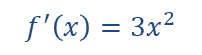 f′(x) = 3x²